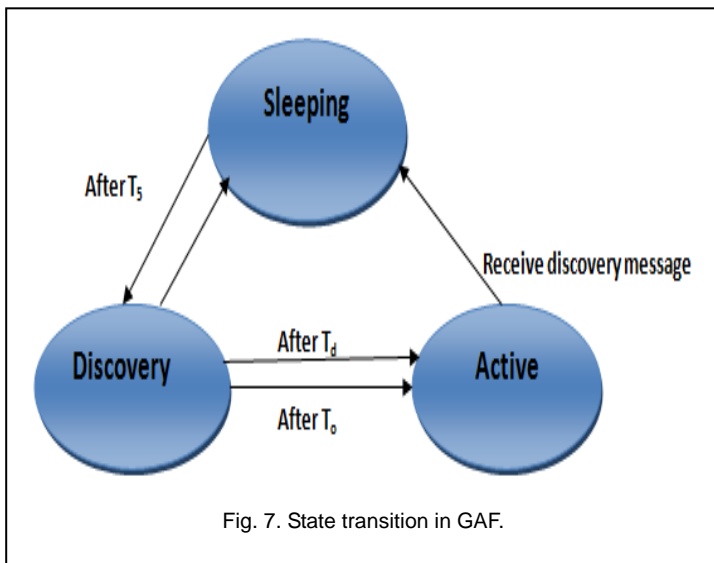 Sleeping
After T5
Receive discovery message
Discovery
After Td
Active
After To
Fig. 7. State transition in GAF.